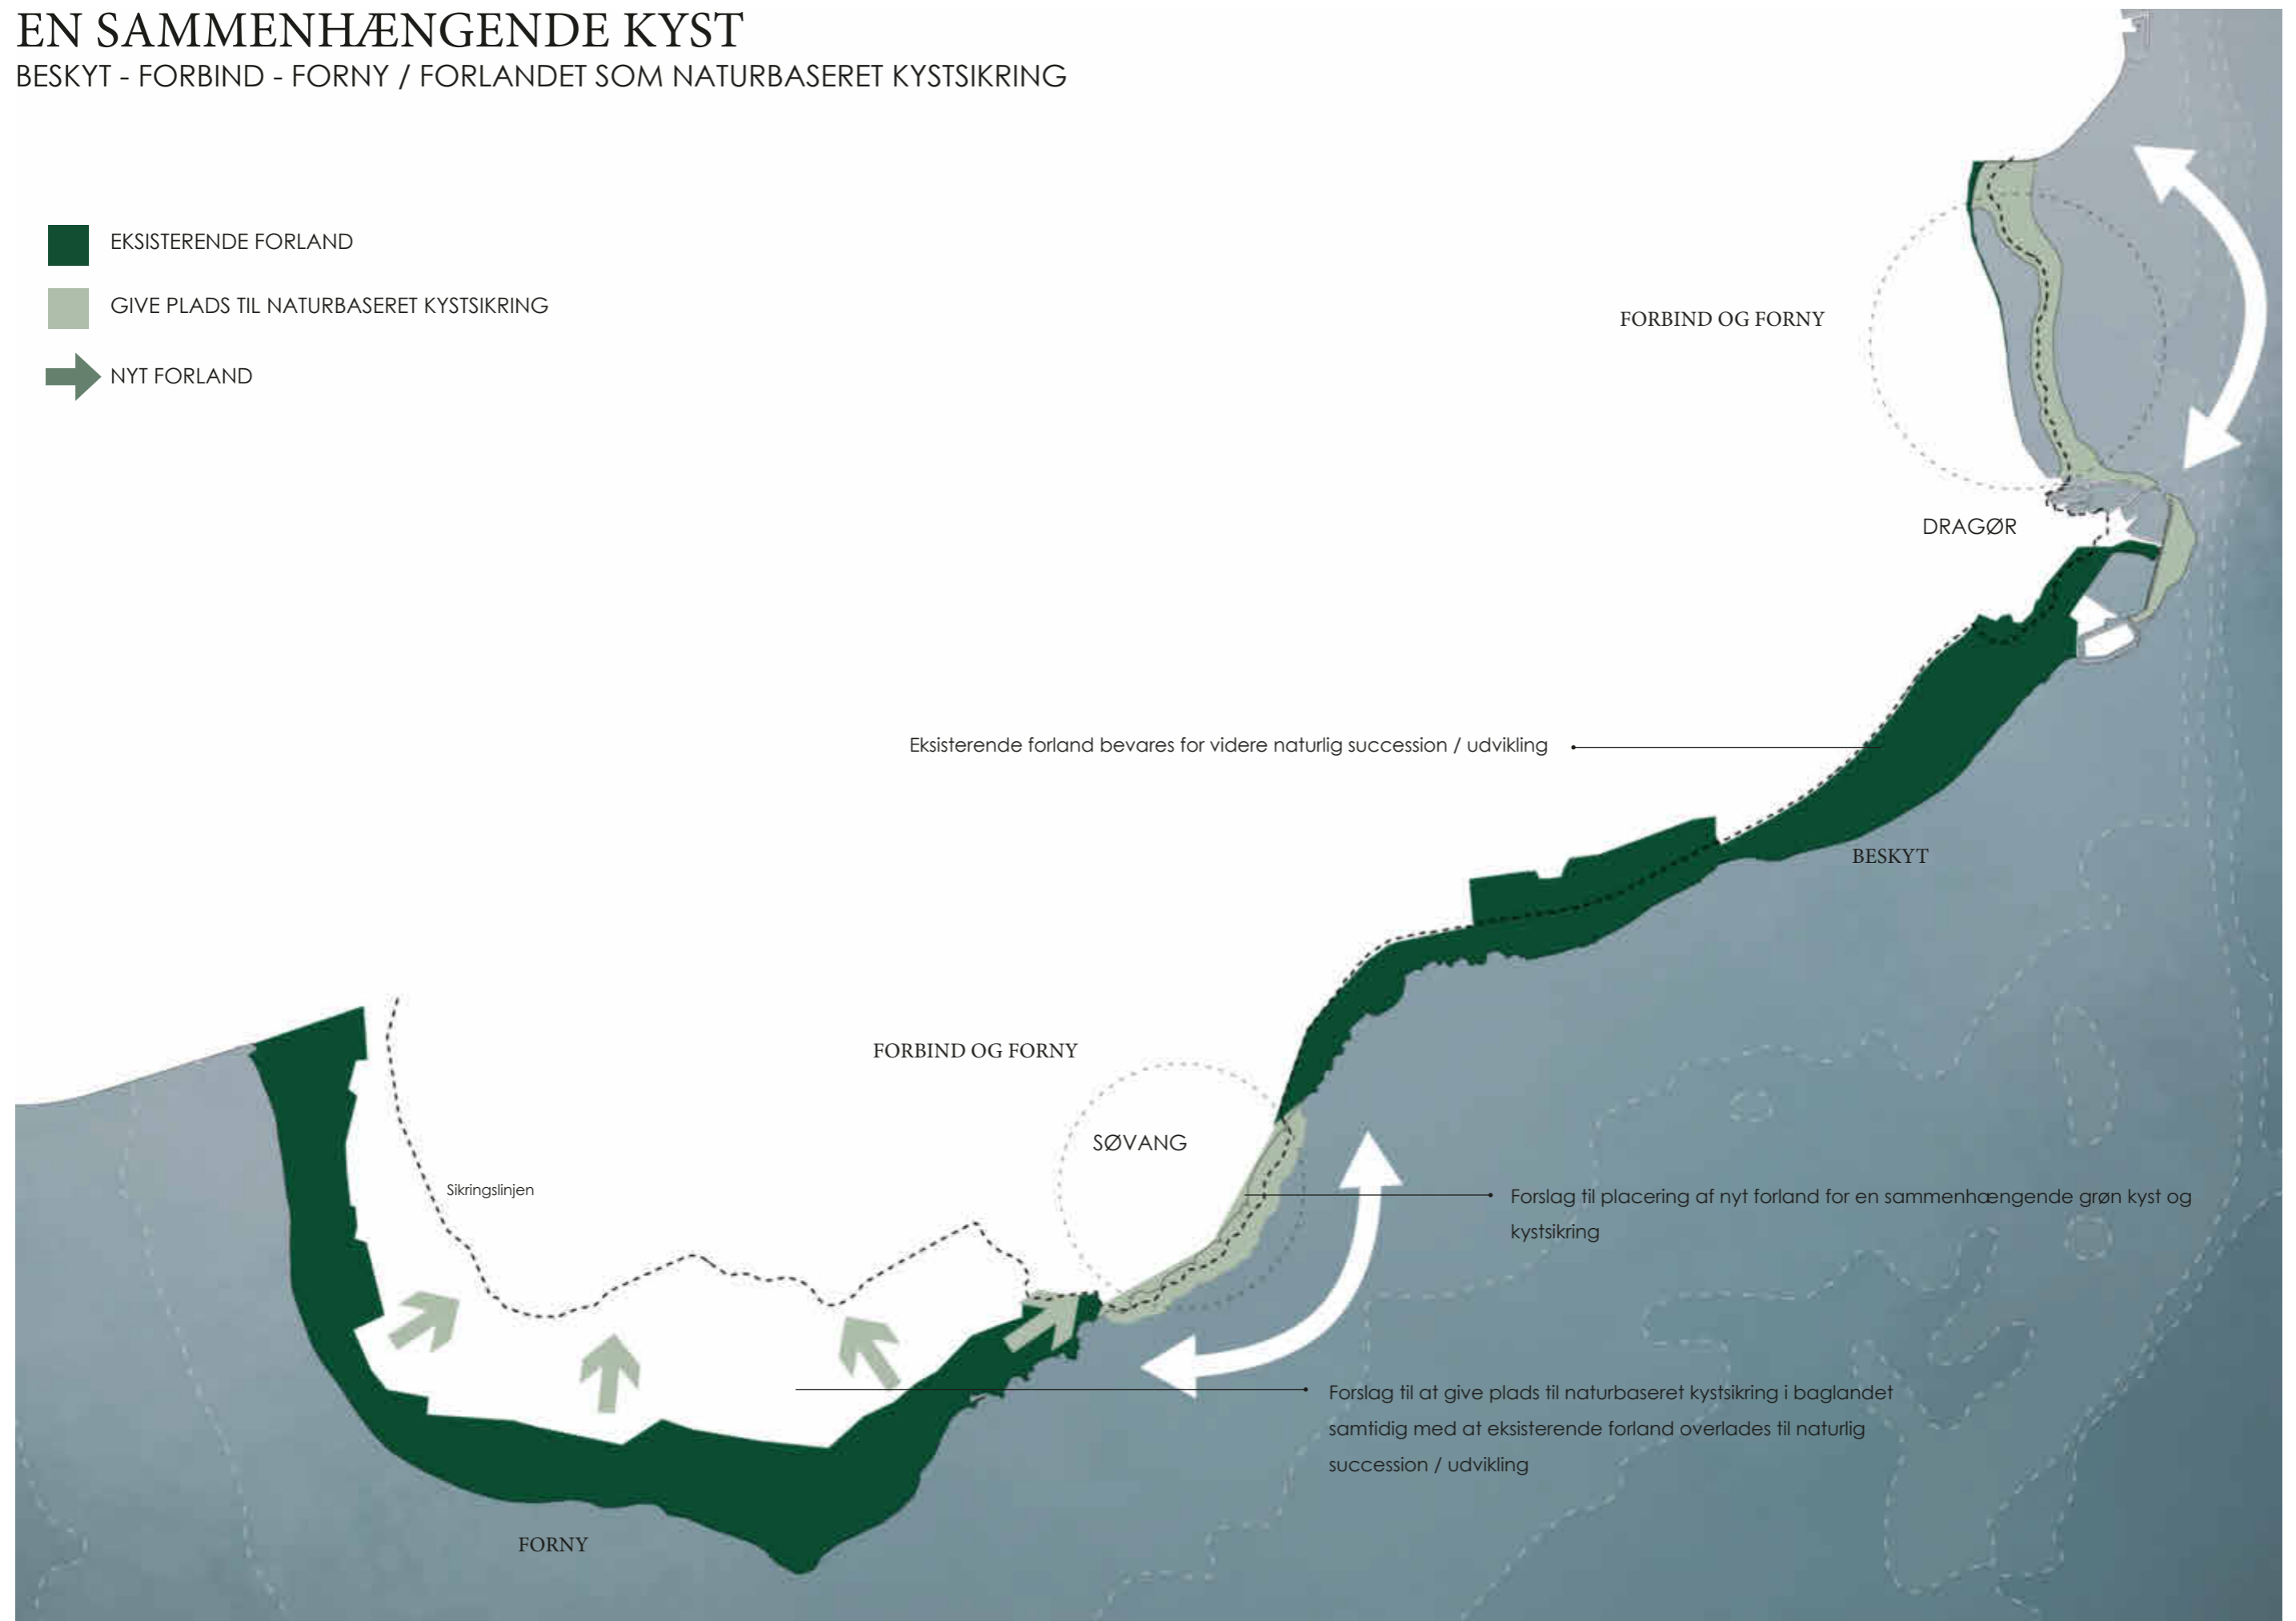 EN SAMMENHÆNGENDE KYST
BESKYT - FORBIND - FORNY / FORLANDET SOM NATURBASERET KYSTSIKRING
EKSISTERENDE FORLAND
GIVE PLADS TIL NATURBASERET KYSTSIKRING
NYT FORLAND
FORBIND OG FORNY
DRAGØR
Eksisterende forland bevares for videre naturlig succession / udvikling
BESKYT
FORBIND OG FORNY
SØVANG
Sikringslinjen
Forslag til placering af nyt forland for en sammenhængende grøn kyst og
kystsikring
Forslag til at give plads til naturbaseret kystsikring i baglandet
samtidig med at eksisterende forland overlades til naturlig
succession / udvikling
FORNY